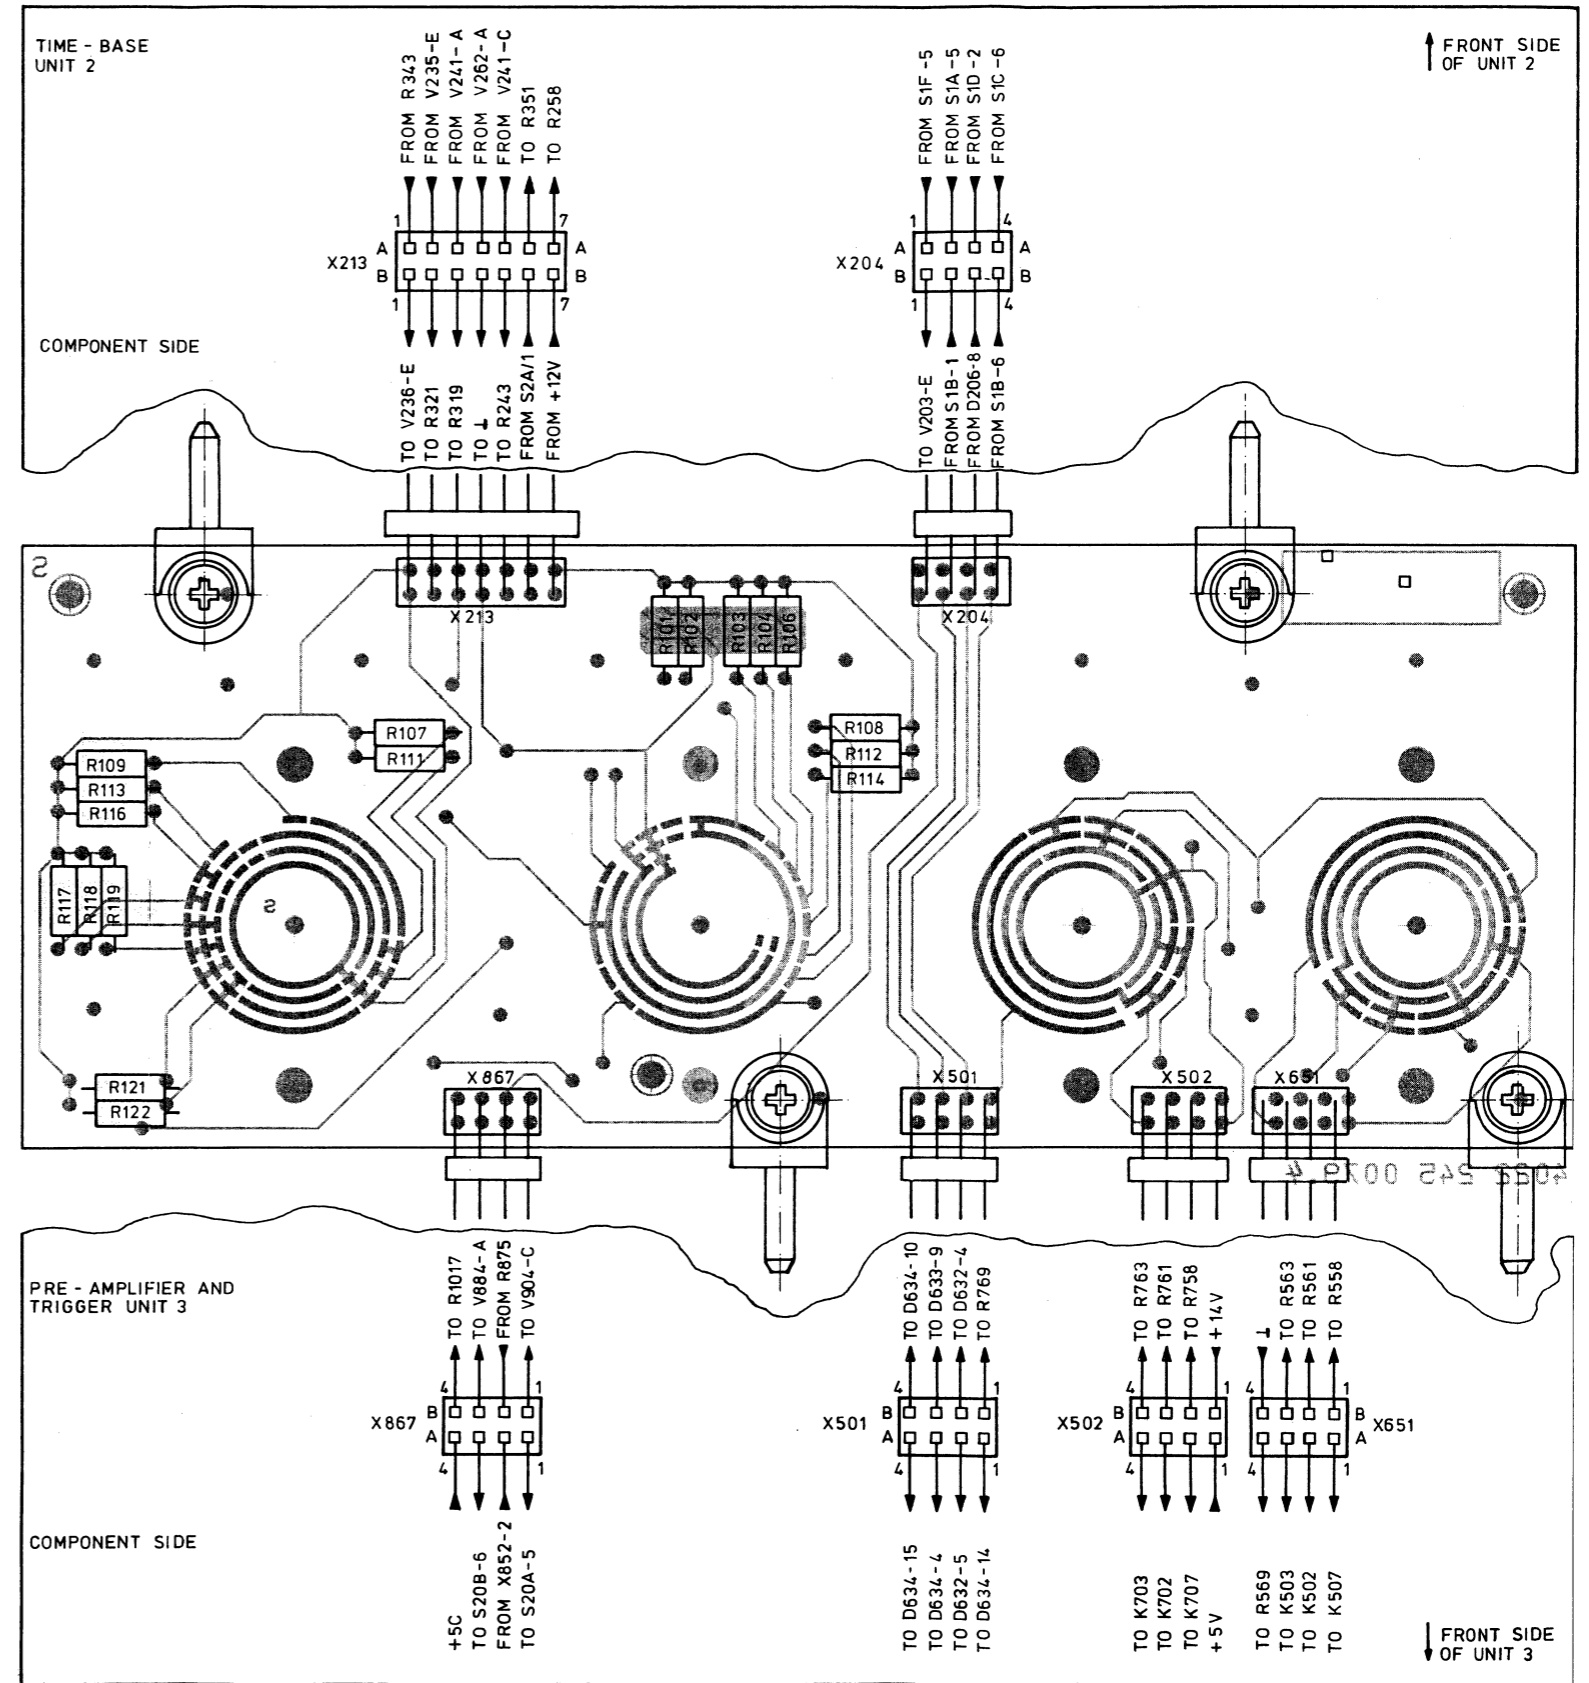 TIME - BASE
UNIT 2
FROM R343
FROM V235-E
FROM V241-A
FROM V262-A
FROM V241-C
TO R351
TO R258
FROM S1F-5
FROM S1A-5
FROM S1D-2
FROM S1C-6
FRONT SIDE
OF UNIT 2
1 7
A A
X213
B B
1 7
1 4
A A
X204
B B
1 4
COMPONENT SIDE
TO V236-E
TO R321
TO R319
TO ⊥
TO R243
FROM S2A/1
FROM +12V
TO V203-E
FROM S1B-1
FROM D206-8
FROM S1B-6
S
X213
X204
R101
R102
R103
R104
R106
R107
R111
R108
R112
R114
R109
R113
R116
R117
R118
R119
S
R121
R122
X867
X501
X502
X651
4022 245 0079.4
PRE-AMPLIFIER AND
TRIGGER UNIT 3
TO R1017
TO V884-A
FROM R875
TO V904-C
TO D634-10
TO D633-9
TO D632-4
TO R769
TO R763
TO R761
TO R758
+14V
⊥
TO R563
TO R561
TO R558
4 1
B
X867
A
4 1
4 1
B
X501
A
4 1
4 1
B
X502
A
4 1
4 1
B
X651
A
4 1
COMPONENT SIDE
+5C
TO S20B-6
FROM X852-2
TO S20A-5
TO D634-15
TO D634-4
TO D632-5
TO D634-14
TO K703
TO K702
TO K707
+5V
TO R569
TO K503
TO K502
TO K507
FRONT SIDE
OF UNIT 3